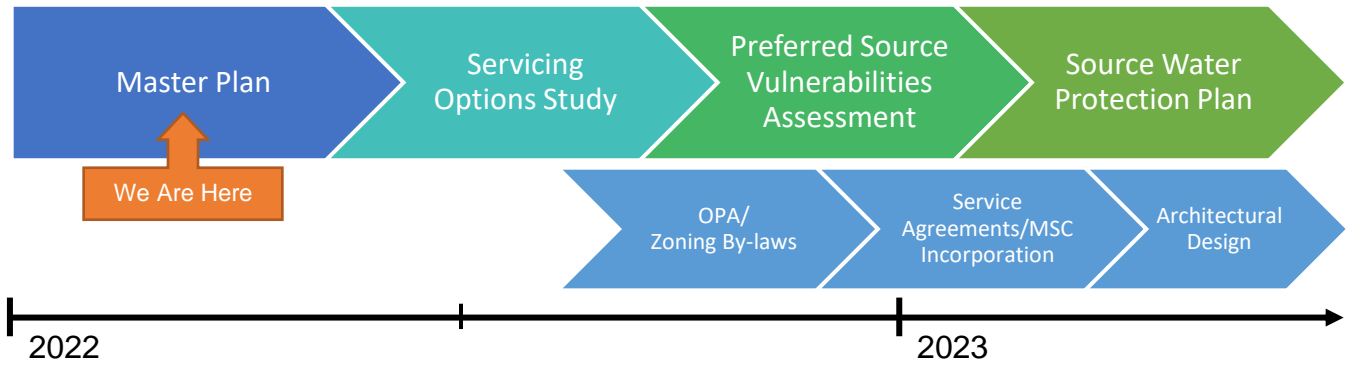 Master Plan
Servicing
Options Study
Preferred Source
Vulnerabilities
Assessment
Source Water
Protection Plan
We Are Here
OPA/
Zoning By-laws
Service
Agreements/MSC
Incorporation
Architectural
Design
2022
2023